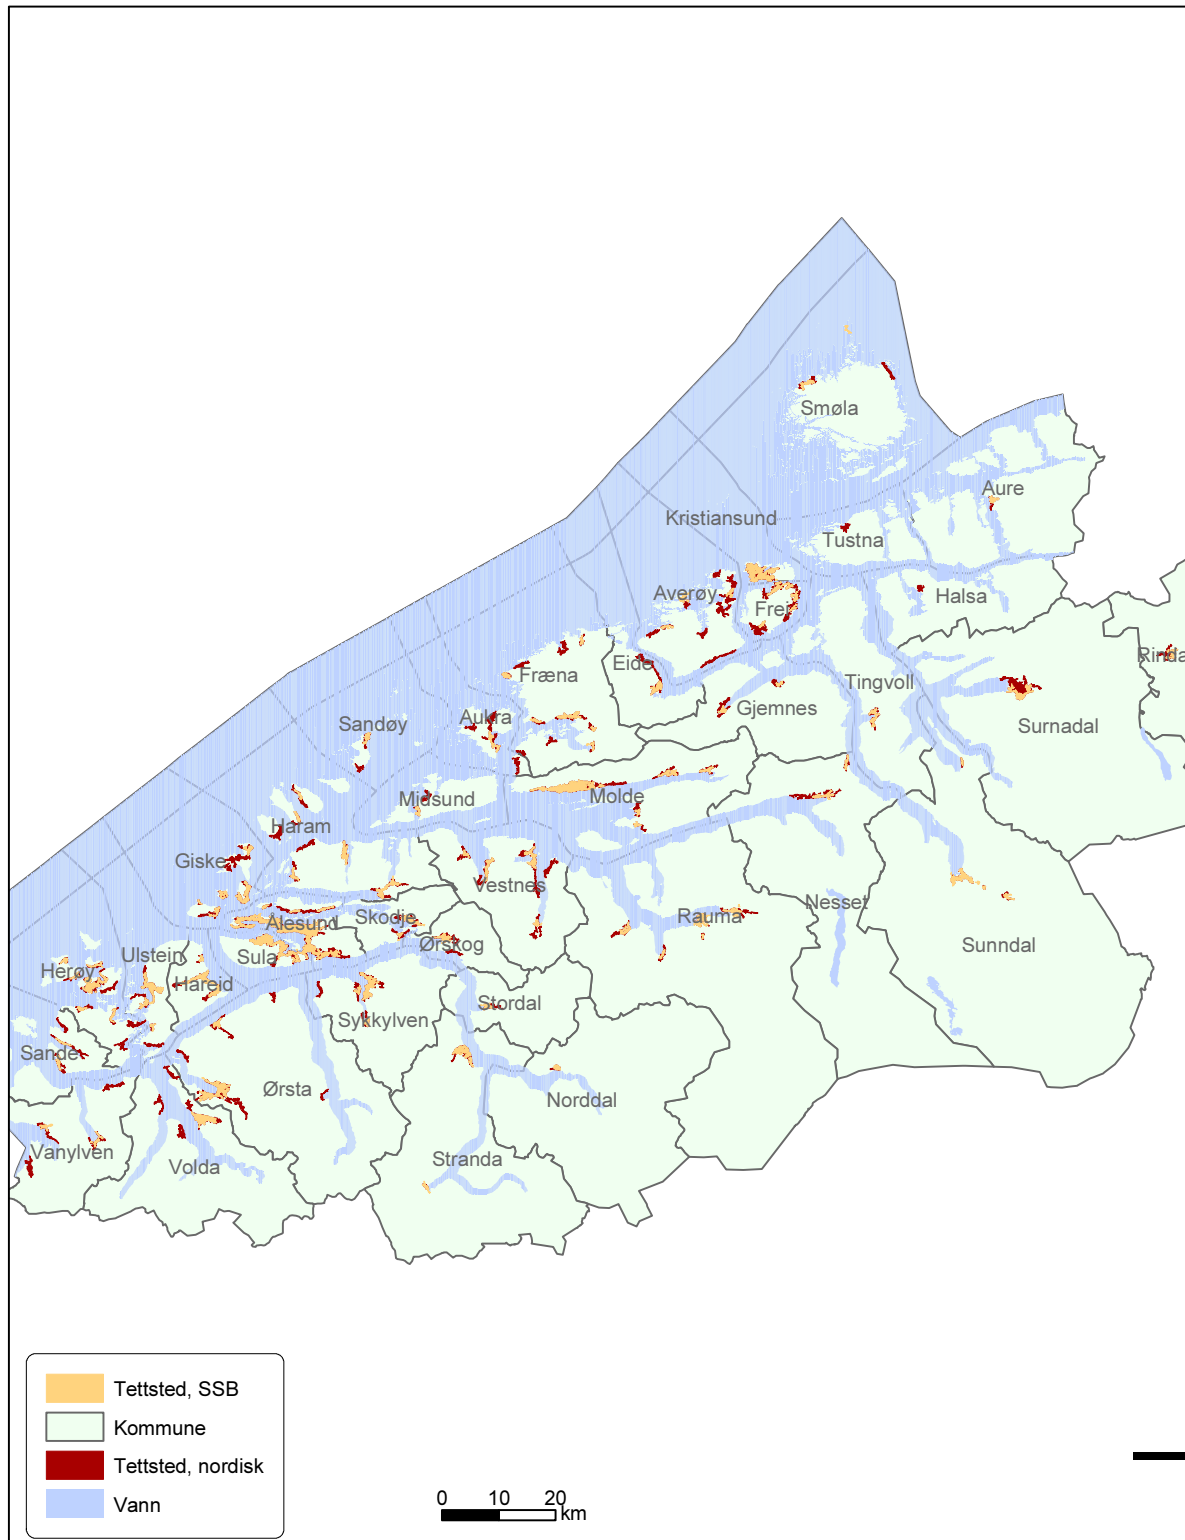 Smøla
Aure
Kristiansund
Tustna
Averøy
Frei
Halsa
Eide
Rinda
Fræna
Tingvoll
Gjemnes
Aukra
Sandøy
Surnadal
Midsund
Molde
Haram
Giske
Vestnes
Nesset
Skodje
Rauma
Ålesund
Ørskog
Sunndal
Ulstein
Sula
Herøy
Hareid
Stordal
Sykkylven
Sande
Ørsta
Norddal
Vanylven
Stranda
Volda
Tettsted, SSB
Kommune
Tettsted, nordisk
Vann
0 10 20
km